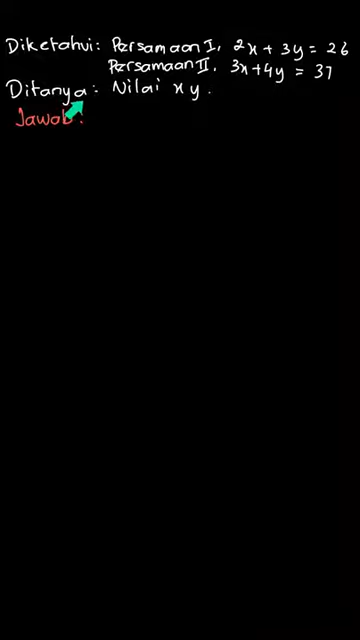 Diketahui: Persamaan I, 2x + 3y = 26
Persamaan II, 3x + 4y = 37
Ditanya: Nilai x y.
Jawab: